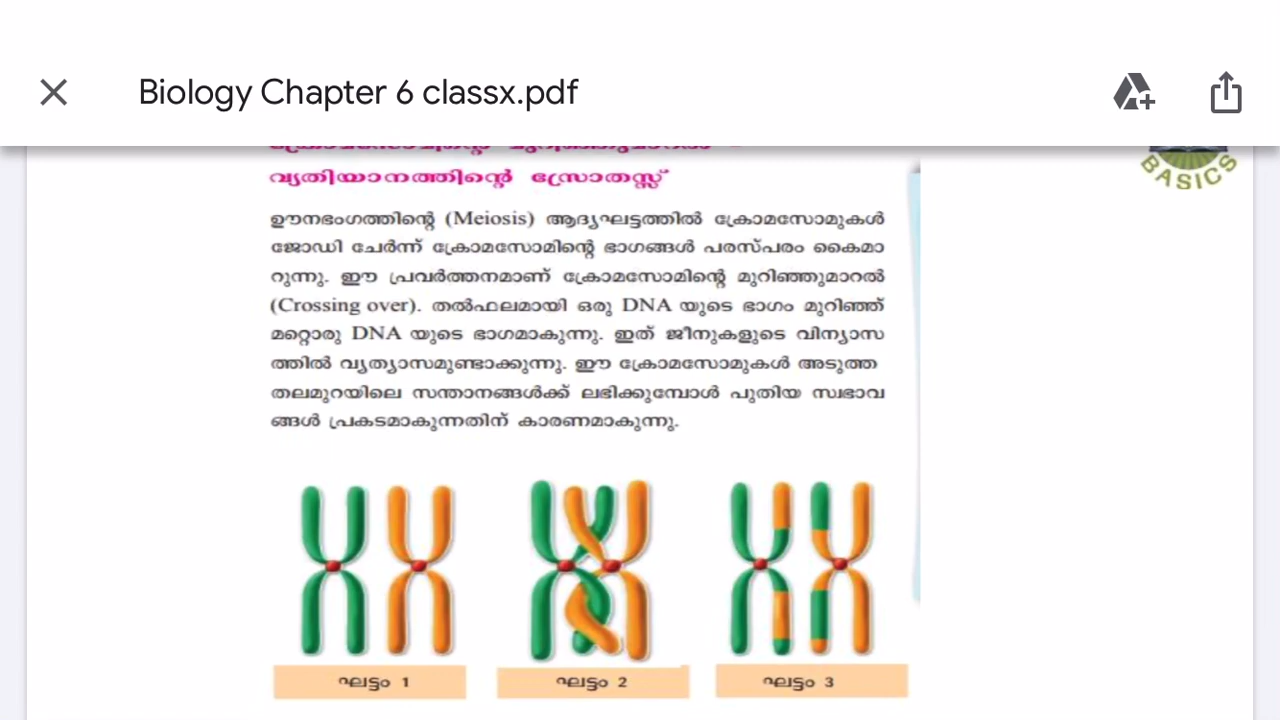 Biology Chapter 6 classx.pdf
ക്രോമസോമിന്റെ മുറിഞ്ഞുമാറൽ –
വ്യതിയാനത്തിന്റെ സ്രോതസ്സ്
BASICS
ഊനഭംഗത്തിന്റെ (Meiosis) ആദ്യഘട്ടത്തിൽ ക്രോമസോമുകൾ
ജോഡി ചേർന്ന് ക്രോമസോമിന്റെ ഭാഗങ്ങൾ പരസ്പരം കൈമാ
റുന്നു. ഈ പ്രവർത്തനമാണ് ക്രോമസോമിന്റെ മുറിഞ്ഞുമാറൽ
(Crossing over). തൽഫലമായി ഒരു DNA യുടെ ഭാഗം മുറിഞ്ഞ്
മറ്റൊരു DNA യുടെ ഭാഗമാകുന്നു. ഇത് ജീനുകളുടെ വിന്യാസ
ത്തിൽ വ്യത്യാസമുണ്ടാക്കുന്നു. ഈ ക്രോമസോമുകൾ അടുത്ത
തലമുറയിലെ സന്താനങ്ങൾക്ക് ലഭിക്കുമ്പോൾ പുതിയ സ്വഭാവ
ങ്ങൾ പ്രകടമാകുന്നതിന് കാരണമാകുന്നു.
ഘട്ടം 1
ഘട്ടം 2
ഘട്ടം 3